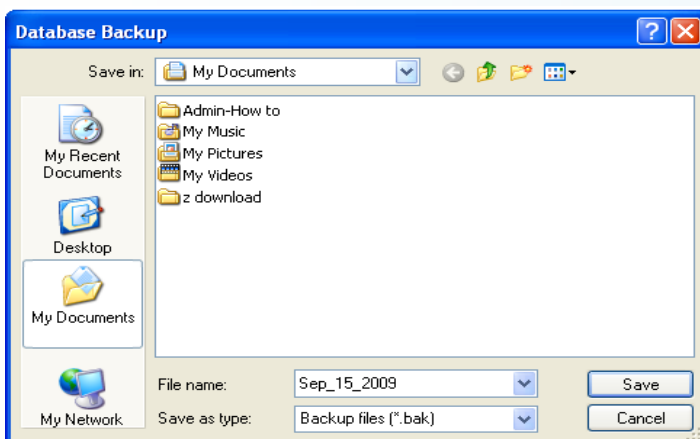 Database Backup
Save in:
My Documents
My Recent
Documents
Desktop
My Documents
My Network
Admin-How to
My Music
My Pictures
My Videos
z download
File name:
Sep_15_2009
Save
Save as type:
Backup files (*.bak)
Cancel